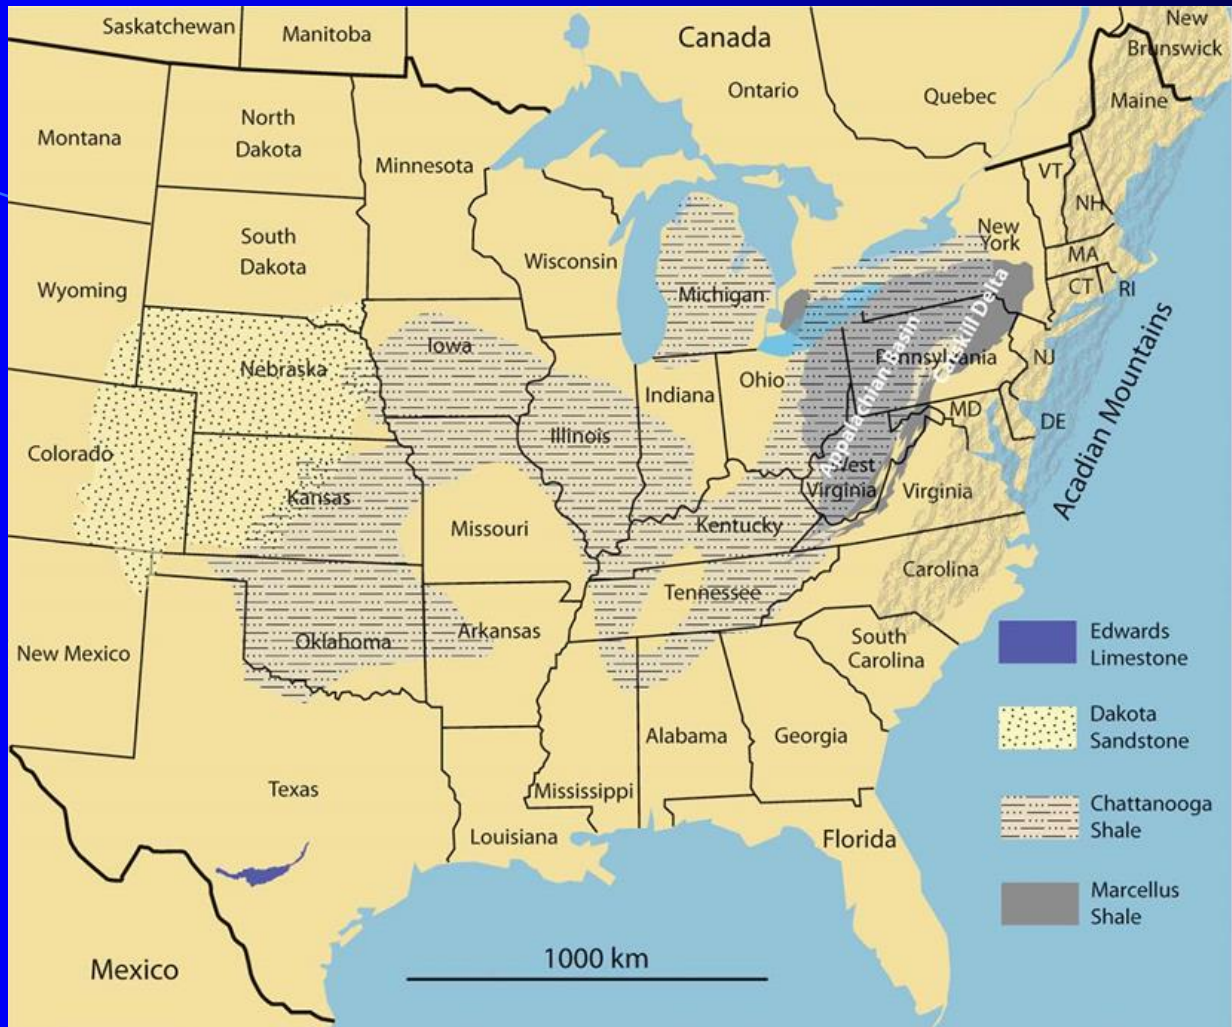 Saskatchewan
Manitoba
Canada
Ontario
Quebec
New
Brunswick
Maine
Montana
North
Dakota
Minnesota
VT
NH
New
York
MA
CT
RI
South
Dakota
Wisconsin
Wyoming
Michigan
Iowa
Nebraska
Indiana
Ohio
Pennsylvania
NJ
MD
DE
Appalachian Basin
Catskill Delta
Acadian Mountains
Colorado
Illinois
West
Virginia
Virginia
Kansas
Missouri
Kentucky
Carolina
Tennessee
New Mexico
Oklahoma
Arkansas
South
Carolina
Texas
Mississippi
Alabama
Georgia
Louisiana
Florida
Mexico
1000 km
Edwards
Limestone
Dakota
Sandstone
Chattanooga
Shale
Marcellus
Shale